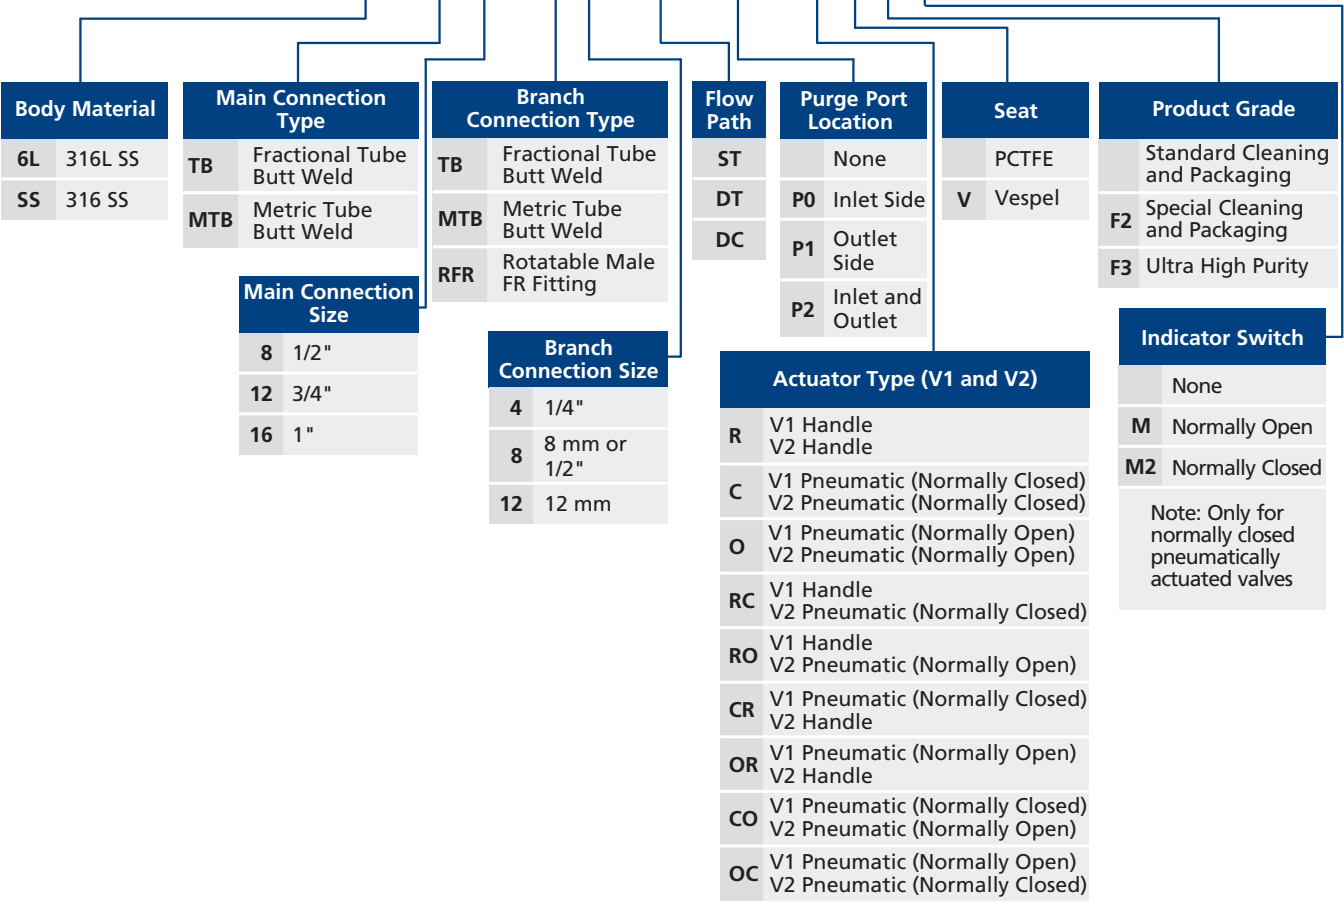 Body Material
6L 316L SS
SS 316 SS
Main Connection
Type
TB Fractional Tube
Butt Weld
MTB Metric Tube
Butt Weld
Main Connection
Size
8 1/2"
12 3/4"
16 1"
Branch
Connection Type
TB Fractional Tube
Butt Weld
MTB Metric Tube
Butt Weld
RFR Rotatable Male
FR Fitting
Branch
Connection Size
4 1/4"
8 8 mm or
1/2"
12 12 mm
Flow
Path
ST
DT
DC
Purge Port
Location
None
P0 Inlet Side
P1 Outlet
Side
P2 Inlet and
Outlet
Actuator Type (V1 and V2)
R V1 Handle
V2 Handle
C V1 Pneumatic (Normally Closed)
V2 Pneumatic (Normally Closed)
O V1 Pneumatic (Normally Open)
V2 Pneumatic (Normally Open)
RC V1 Handle
V2 Pneumatic (Normally Closed)
RO V1 Handle
V2 Pneumatic (Normally Open)
CR V1 Pneumatic (Normally Closed)
V2 Handle
OR V1 Pneumatic (Normally Open)
V2 Handle
CO V1 Pneumatic (Normally Closed)
V2 Pneumatic (Normally Open)
OC V1 Pneumatic (Normally Open)
V2 Pneumatic (Normally Closed)
Seat
PCTFE
V Vespel
Product Grade
Standard Cleaning
and Packaging
F2 Special Cleaning
and Packaging
F3 Ultra High Purity
Indicator Switch
None
M Normally Open
M2 Normally Closed
Note: Only for
normally closed
pneumatically
actuated valves